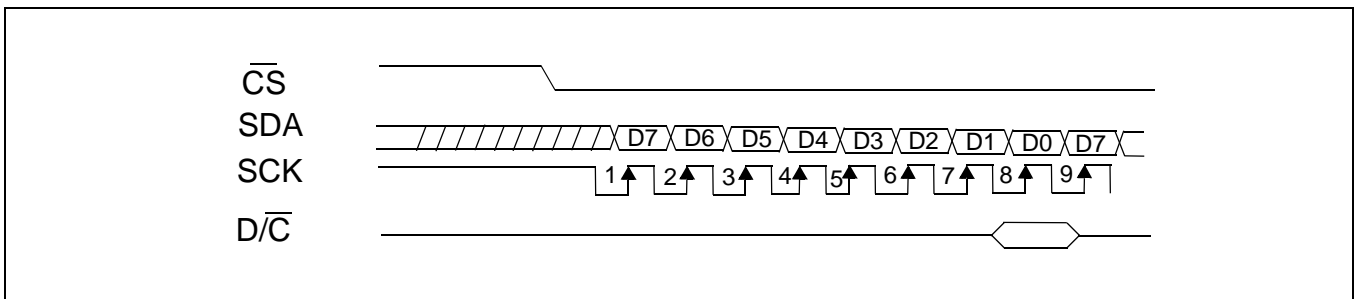 C̅S̅
SDA D7 D6 D5 D4 D3 D2 D1 D0 D7
SCK 1 2 3 4 5 6 7 8 9
D/C̅